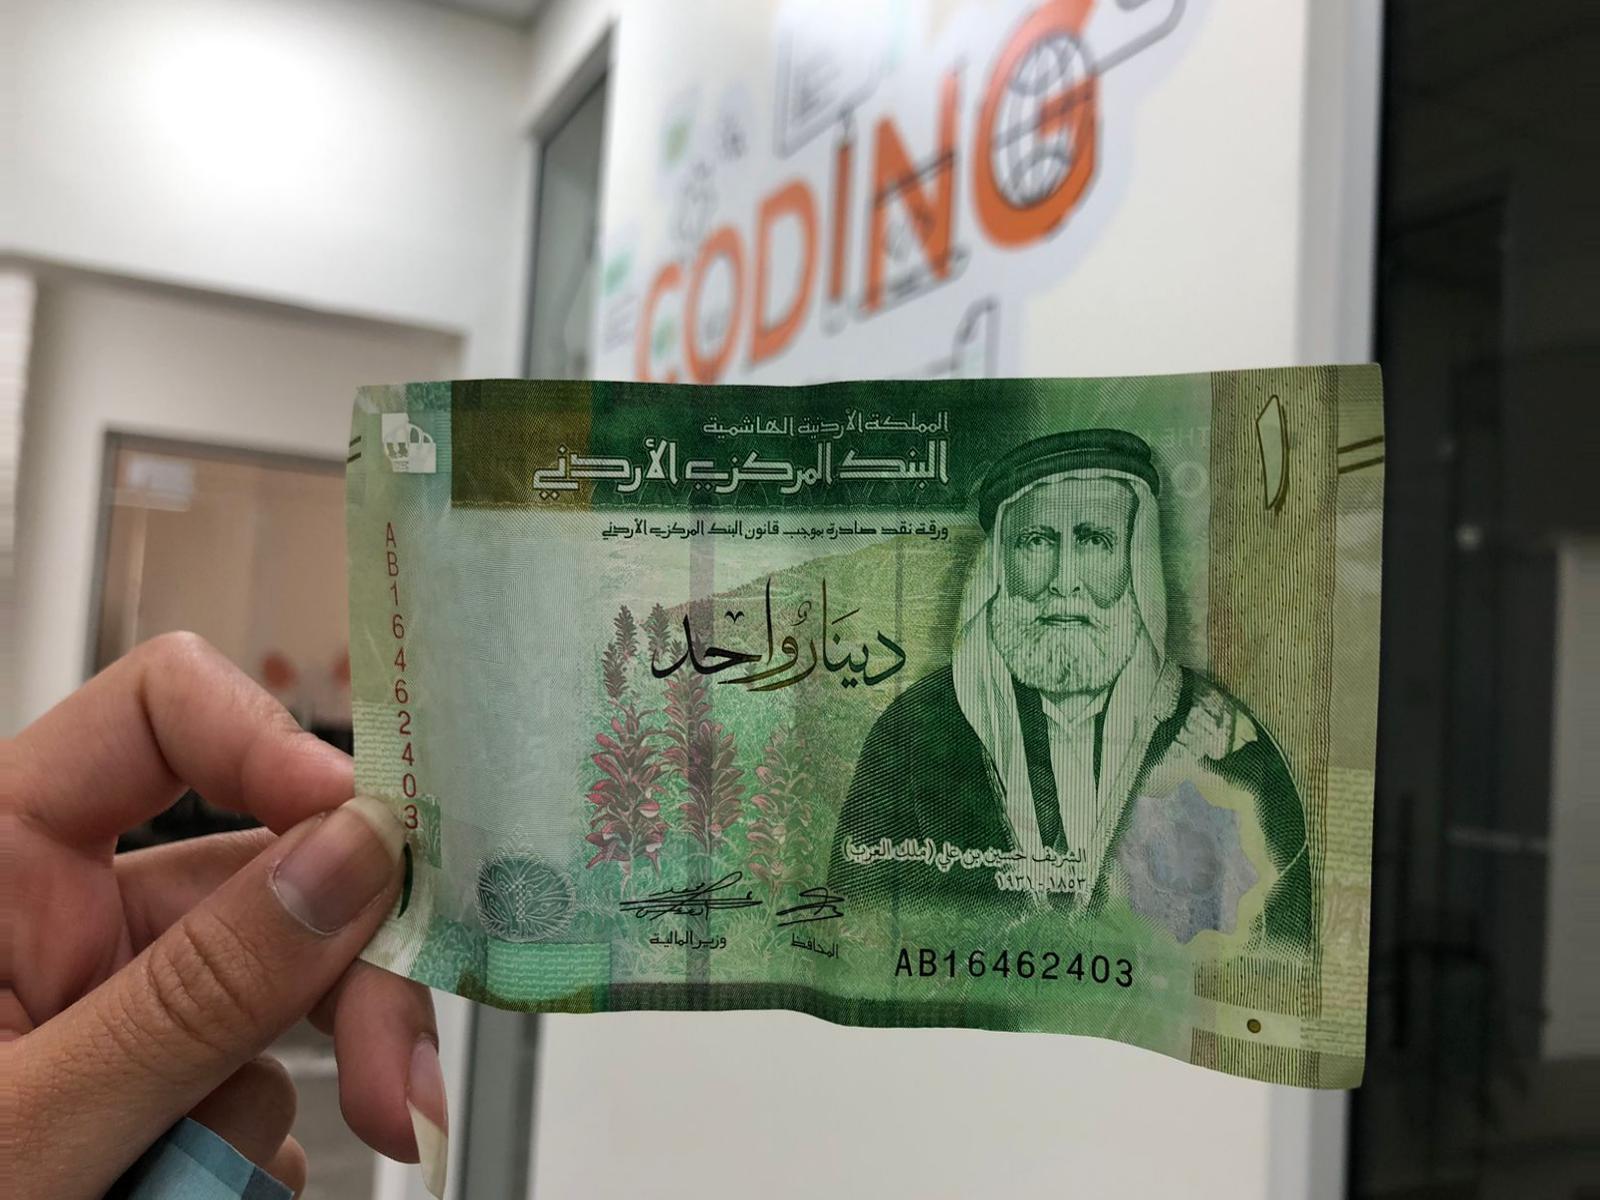 CODING
المملكة الأردنية الهاشمية
١
البنك المركزي الأردني
ورقة نقد صادرة بموجب قانون البنك المركزي الأردني
AB16462403
دينار واحد
الشريف حسين بن علي (ملك العرب)
١٨٥٣ - ١٩٣١
المحافظ
وزير المالية
AB16462403